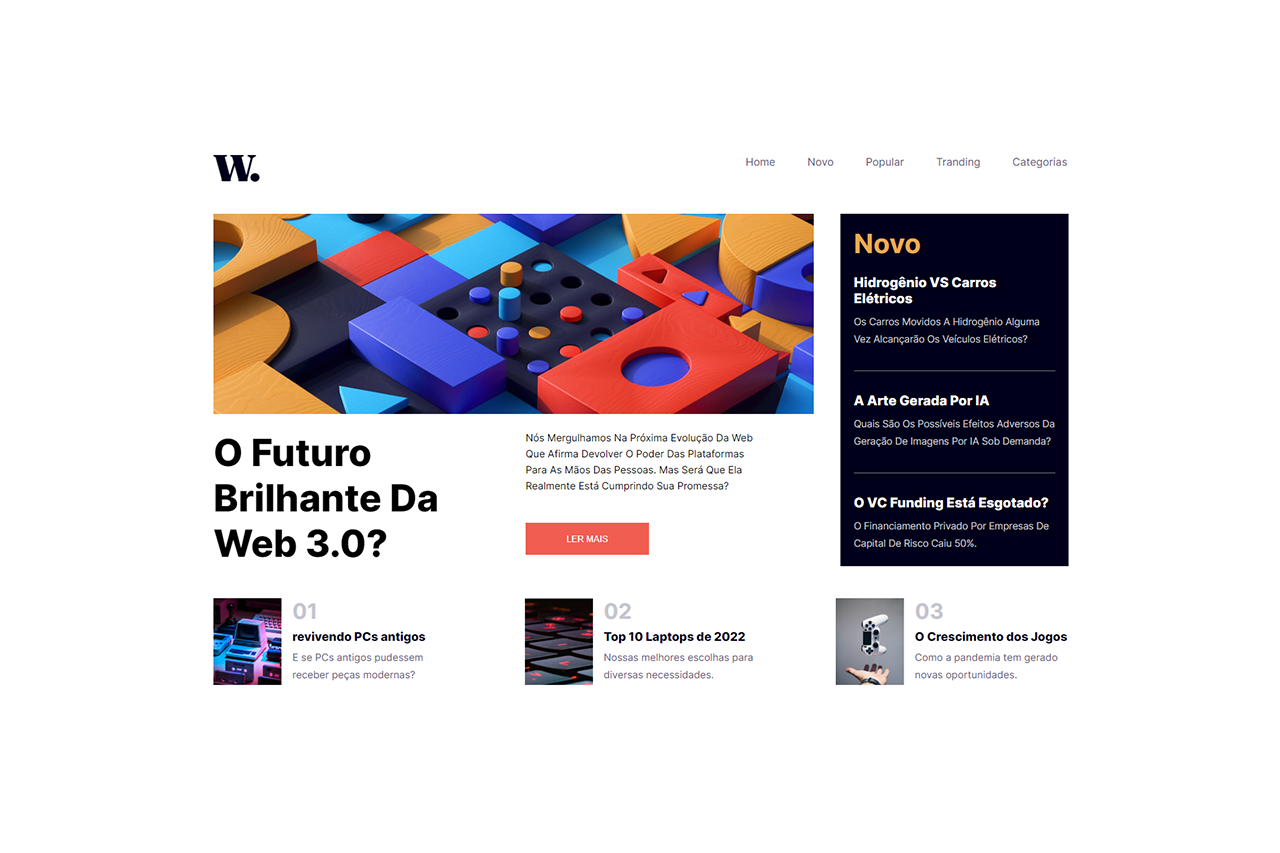 W.
Home
Novo
Popular
Tranding
Categorias
O Futuro
Brilhante Da
Web 3.0?
Nós Mergulhamos Na Próxima Evolução Da Web
Que Afirma Devolver O Poder Das Plataformas
Para As Mãos Das Pessoas. Mas Será Que Ela
Realmente Está Cumprindo Sua Promessa?
LER MAIS
Novo
Hidrogênio VS Carros
Elétricos
Os Carros Movidos A Hidrogênio Alguma
Vez Alcançarão Os Veículos Elétricos?
A Arte Gerada Por IA
Quais São Os Possíveis Efeitos Adversos Da
Geração De Imagens Por IA Sob Demanda?
O VC Funding Está Esgotado?
O Financiamento Privado Por Empresas De
Capital De Risco Caiu 50%.
01
revivendo PCs antigos
E se PCs antigos pudessem
receber peças modernas?
02
Top 10 Laptops de 2022
Nossas melhores escolhas para
diversas necessidades.
03
O Crescimento dos Jogos
Como a pandemia tem gerado
novas oportunidades.